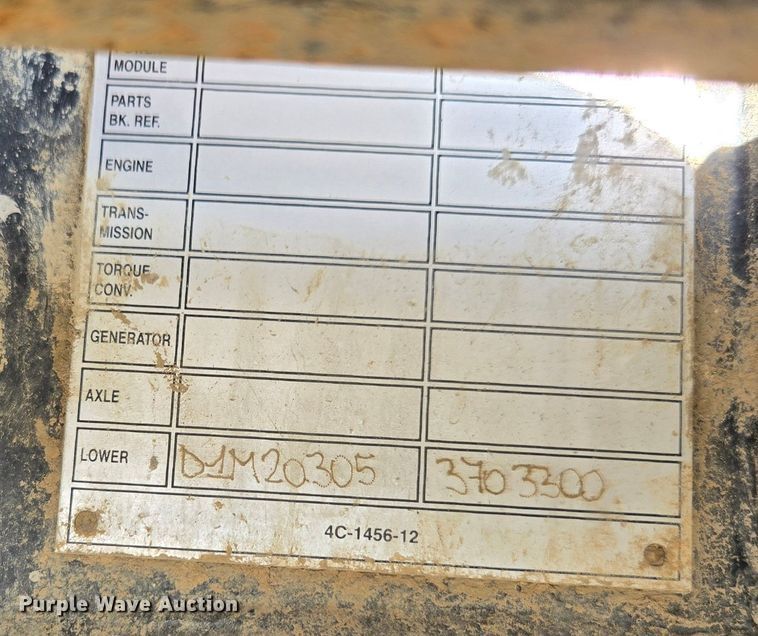 MODULE
PARTS
BK. REF.
ENGINE
TRANS-
MISSION
TORQUE
CONV.
GENERATOR
AXLE
LOWER D1M20305 3703300
4C-1456-12
Purple Wave Auction